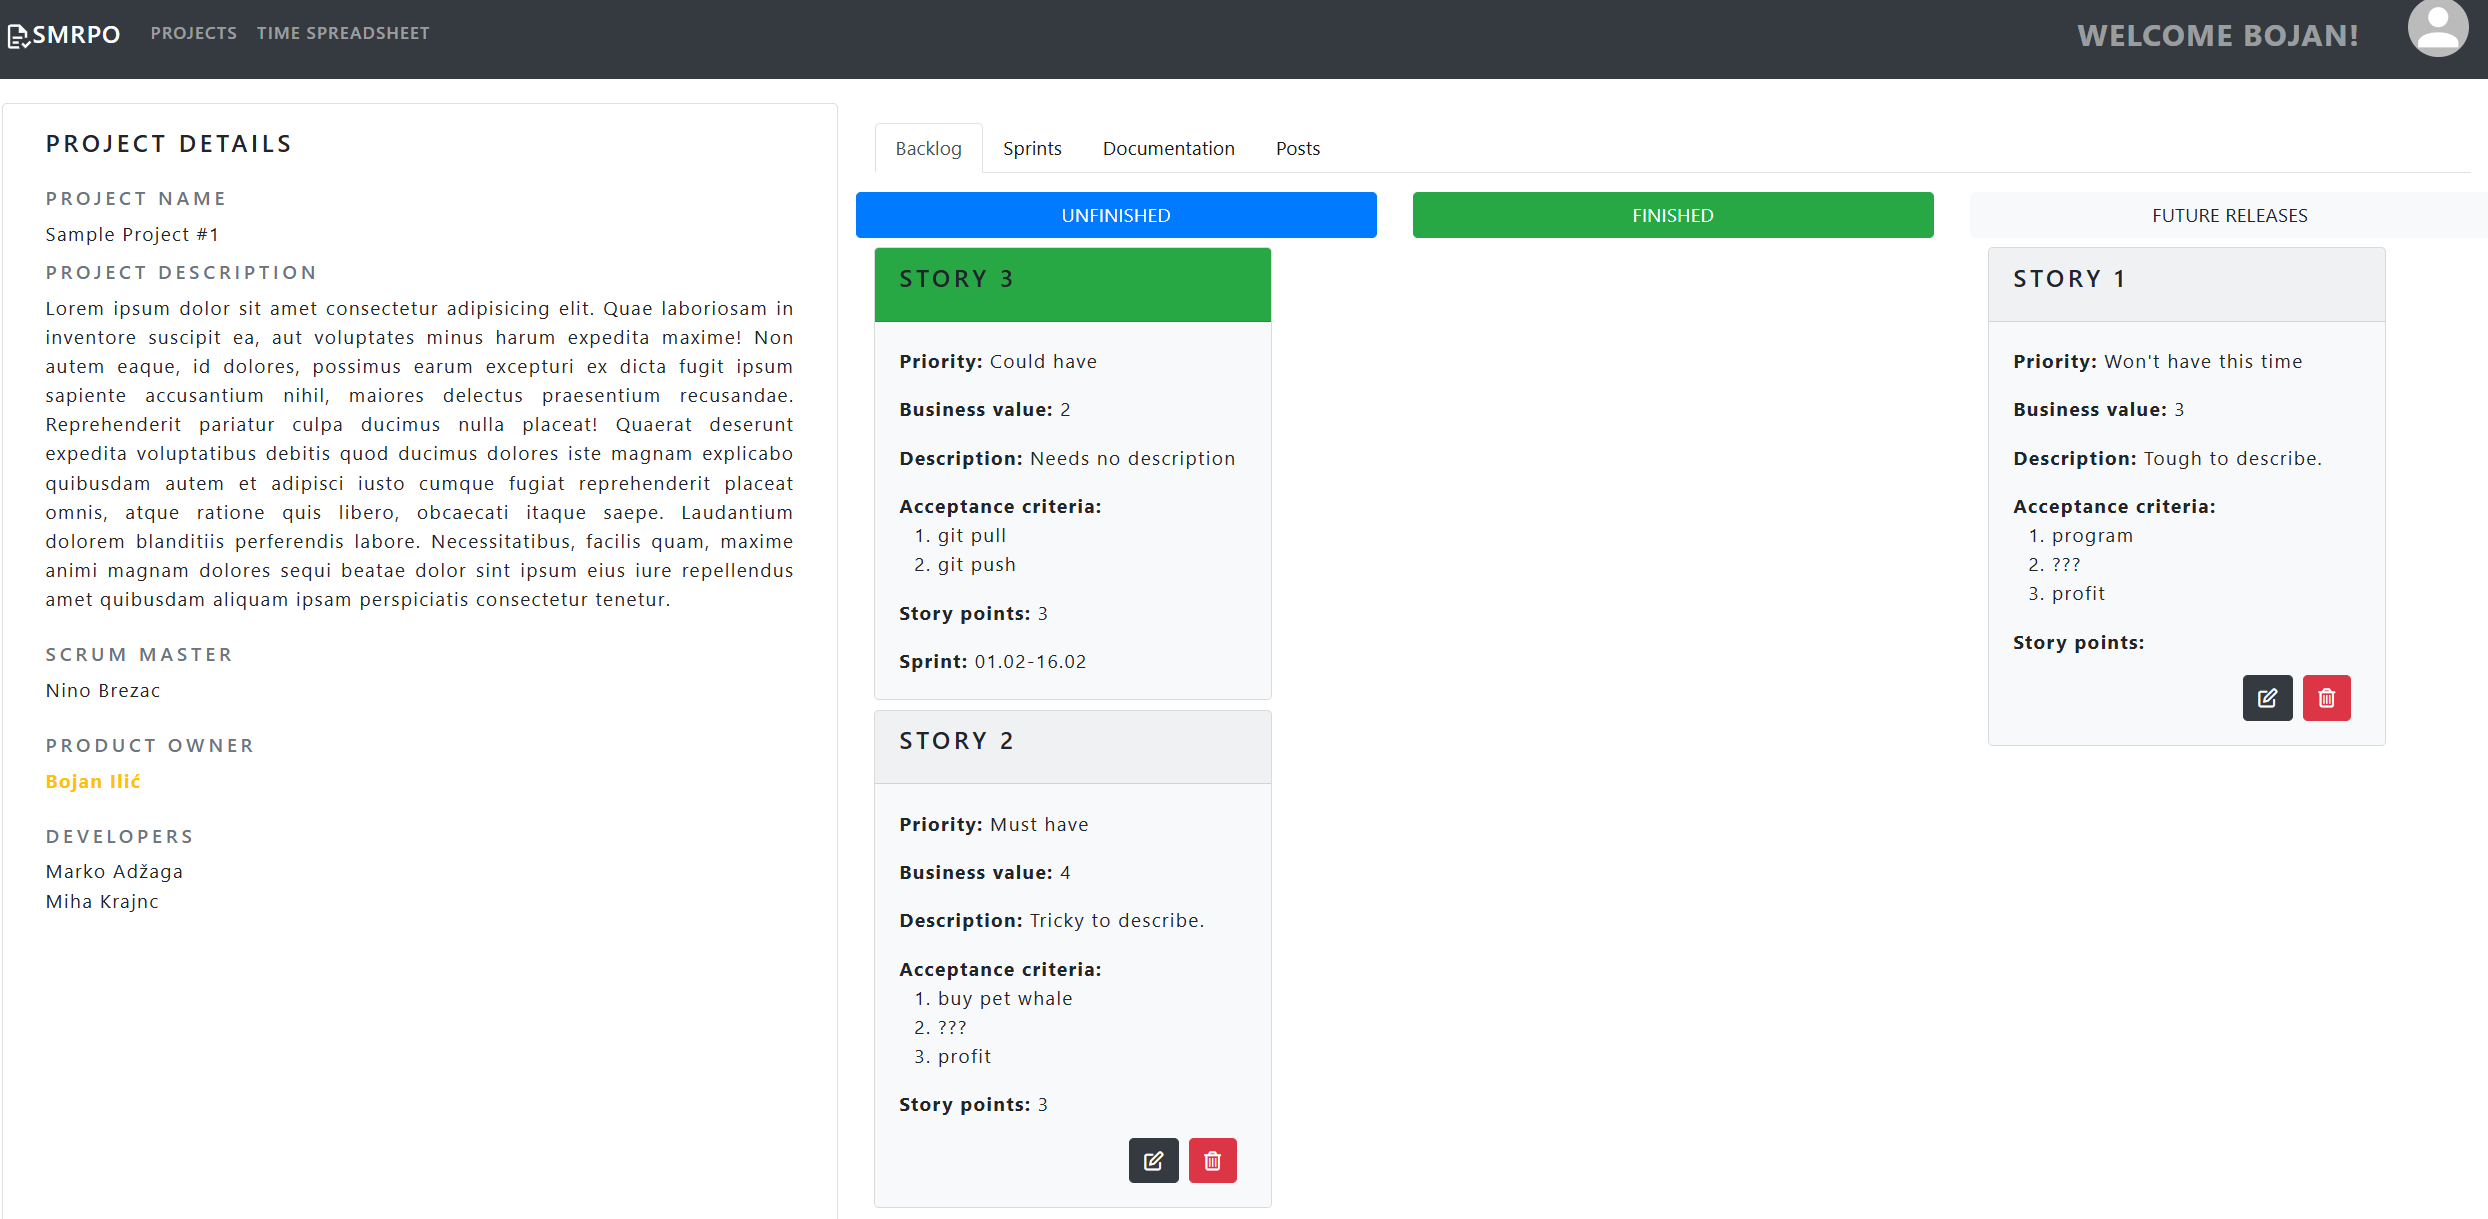 SMRPO
PROJECTS
TIME SPREADSHEET
WELCOME BOJAN!
PROJECT DETAILS
PROJECT NAME
Sample Project #1
PROJECT DESCRIPTION
Lorem ipsum dolor sit amet consectetur adipisicing elit. Quae laboriosam in
inventore suscipit ea, aut voluptates minus harum expedita maxime! Non
autem eaque, id dolores, possimus earum excepturi ex dicta fugit ipsum
sapiente accusantium nihil, maiores delectus praesentium recusandae.
Reprehenderit pariatur culpa ducimus nulla placeat! Quaerat deserunt
expedita voluptatibus debitis quod ducimus dolores iste magnam explicabo
quibusdam autem et adipisci iusto cumque fugiat reprehenderit placeat
omnis, atque ratione quis libero, obcaecati itaque saepe. Laudantium
dolorem blanditiis perferendis labore. Necessitatibus, facilis quam, maxime
animi magnam dolores sequi beatae dolor sint ipsum eius iure repellendus
amet quibusdam aliquam ipsam perspiciatis consectetur tenetur.
SCRUM MASTER
Nino Brezac
PRODUCT OWNER
Bojan Ilić
DEVELOPERS
Marko Adžaga
Miha Krajnc
Backlog
Sprints
Documentation
Posts
UNFINISHED
STORY 3
Priority: Could have
Business value: 2
Description: Needs no description
Acceptance criteria:
1. git pull
2. git push
Story points: 3
Sprint: 01.02-16.02
STORY 2
Priority: Must have
Business value: 4
Description: Tricky to describe.
Acceptance criteria:
1. buy pet whale
2. ???
3. profit
Story points: 3
FINISHED
FUTURE RELEASES
STORY 1
Priority: Won't have this time
Business value: 3
Description: Tough to describe.
Acceptance criteria:
1. program
2. ???
3. profit
Story points: